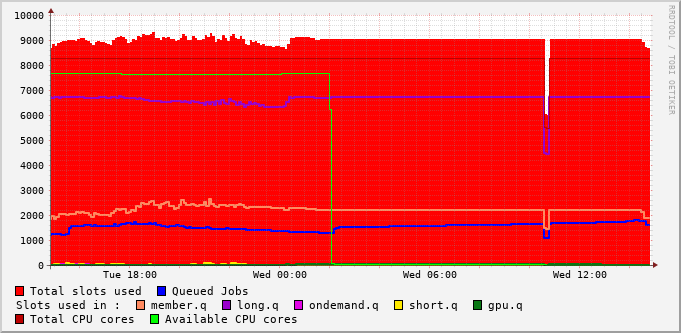 10000
9000
8000
7000
6000
5000
4000
3000
2000
1000
0
Tue 18:00 Wed 00:00 Wed 06:00 Wed 12:00
Total slots used Queued Jobs
Slots used in : member.q long.q ondemand.q short.q gpu.q
Total CPU cores Available CPU cores
RRDTOOL / TOBI OETIKER